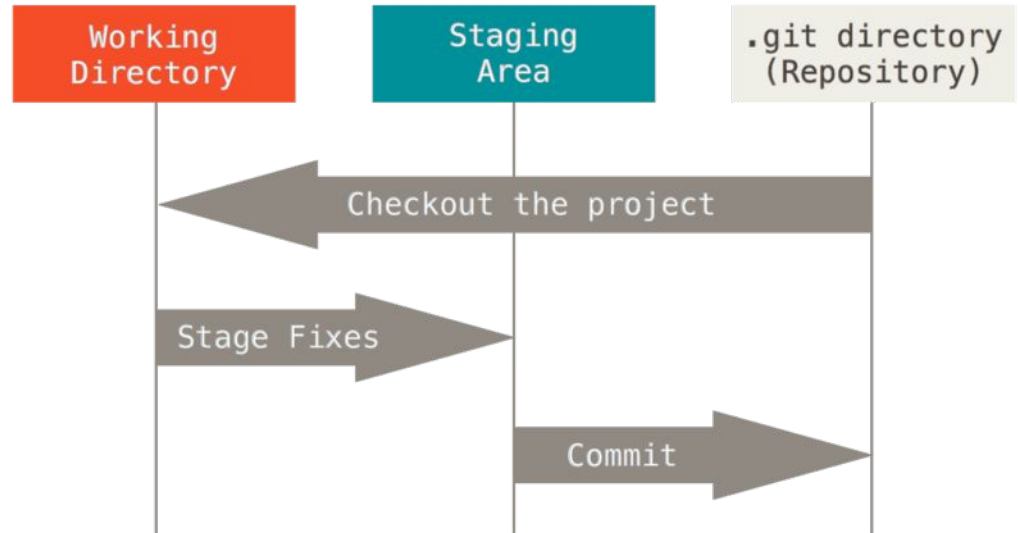 Working
Directory
Staging
Area
.git directory
(Repository)
Checkout the project
Stage Fixes
Commit